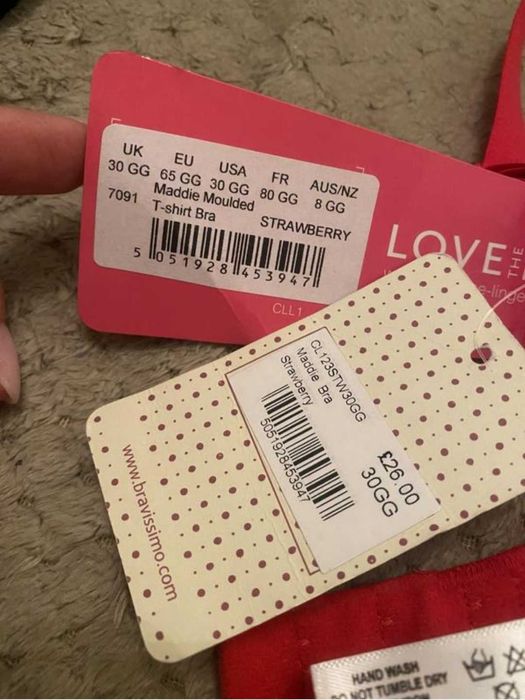 UK EU USA FR AUS/NZ
30 GG 65 GG 30 GG 80 GG 8 GG
7091 Maddie Moulded
T-shirt Bra STRAWBERRY
5 051928 453947
CLL1
LOVE THE
e-linge
CL123STW30GG
Maddie Bra
Strawberry
5051928453947
£26.00
30GG
www.bravissimo.com
HAND WASH
DO NOT TUMBLE DRY